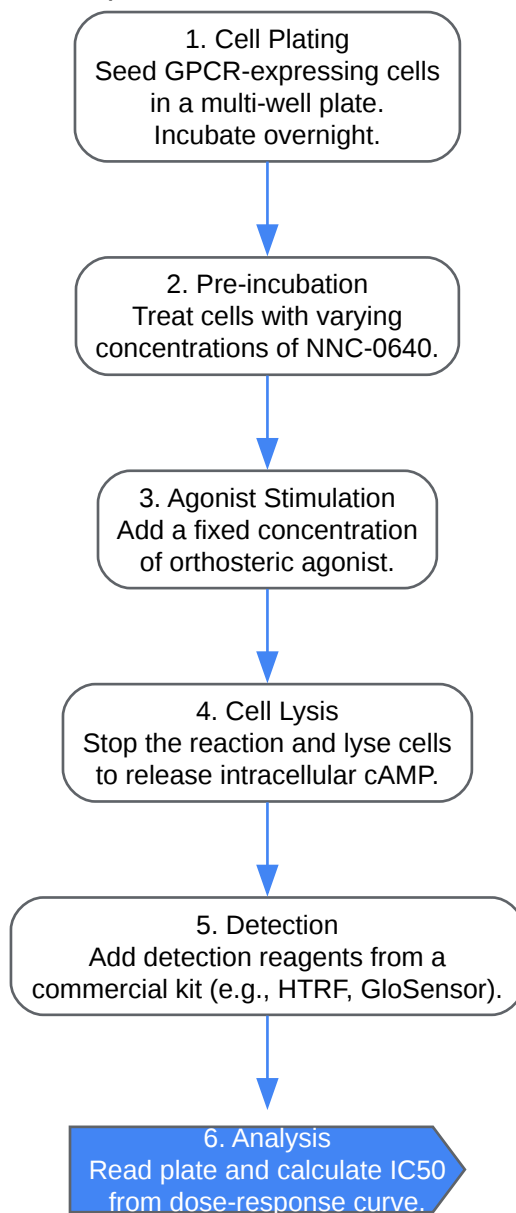 1. Cell Plating
Seed GPCR-expressing cells
in a multi-well plate.
Incubate overnight.
2. Pre-incubation
Treat cells with varying
concentrations of NNC-0640.
3. Agonist Stimulation
Add a fixed concentration
of orthosteric agonist.
4. Cell Lysis
Stop the reaction and lyse cells
to release intracellular cAMP.
5. Detection
Add detection reagents from a
commercial kit (e.g., HTRF, GloSensor).
6. Analysis
Read plate and calculate IC50
from dose-response curve.